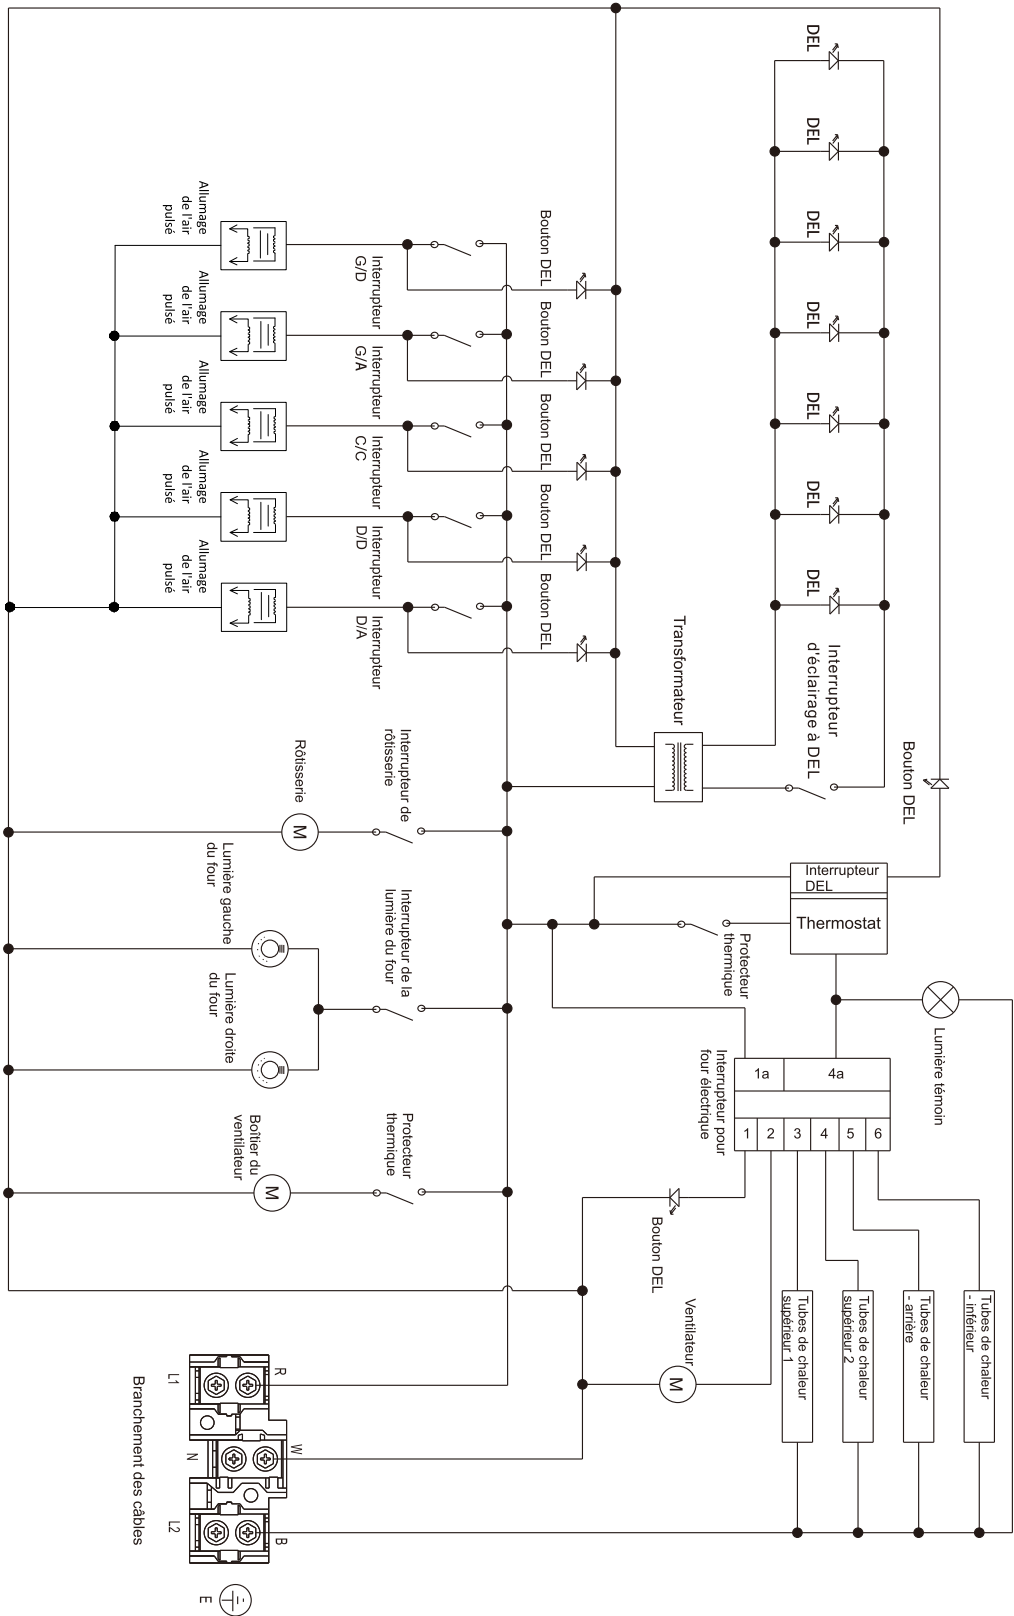 DEL
DEL
DEL
DEL
DEL
DEL
DEL
Interrupteur
d'éclairage à DEL
Bouton DEL
Bouton DEL
Bouton DEL
Bouton DEL
Bouton DEL
Bouton DEL
Allumage
de l'air
pulsé
Allumage
de l'air
pulsé
Allumage
de l'air
pulsé
Allumage
de l'air
pulsé
Allumage
de l'air
pulsé
Interrupteur
G/D
Interrupteur
G/A
Interrupteur
C/C
Interrupteur
D/D
Interrupteur
D/A
Transformateur
Interrupteur de
rôtisserie
Rôtisserie
M
Interrupteur
DEL
Thermostat
Protecteur
thermique
Lumière gauche
du four
Interrupteur de la
lumière du four
Lumière droite
du four
Lumière témoin
Interrupteur pour
four électrique
1a
4a
1
2
3
4
5
6
Protecteur
thermique
Boîtier du
ventilateur
M
Bouton DEL
Ventilateur
M
Tubes de chaleur
supérieur 1
Tubes de chaleur
supérieur 2
Tubes de chaleur
- arrière
Tubes de chaleur
- inférieur
R
L1
W
N
B
L2
Branchement des câbles
E